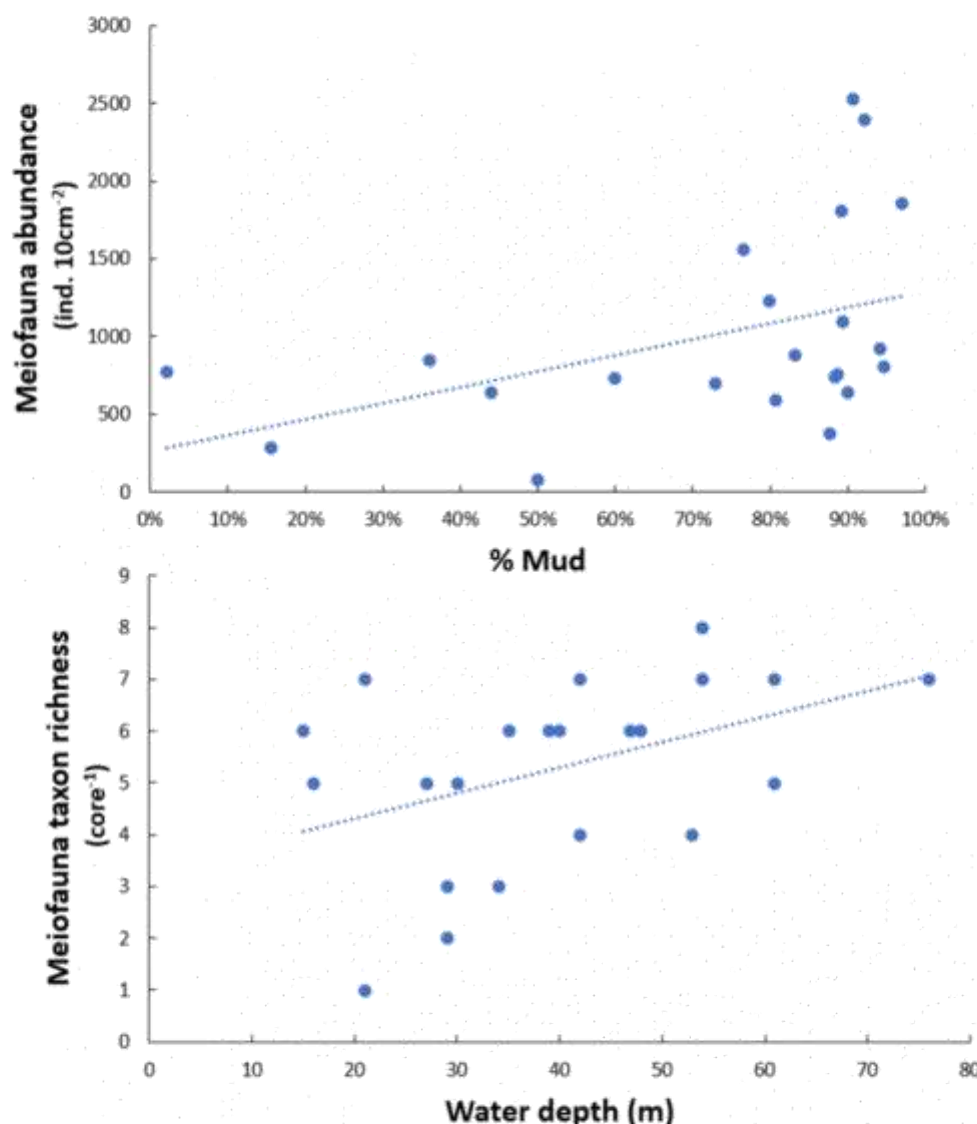 3000
2500
2000
1500
1000
500
0
Meiofauna abundance
(ind. 10cm⁻²)
0% 10% 20% 30% 40% 50% 60% 70% 80% 90% 100%
% Mud
9
8
7
6
5
4
3
2
1
0
Meiofauna taxon richness
(core⁻¹)
0 10 20 30 40 50 60 70 80
Water depth (m)